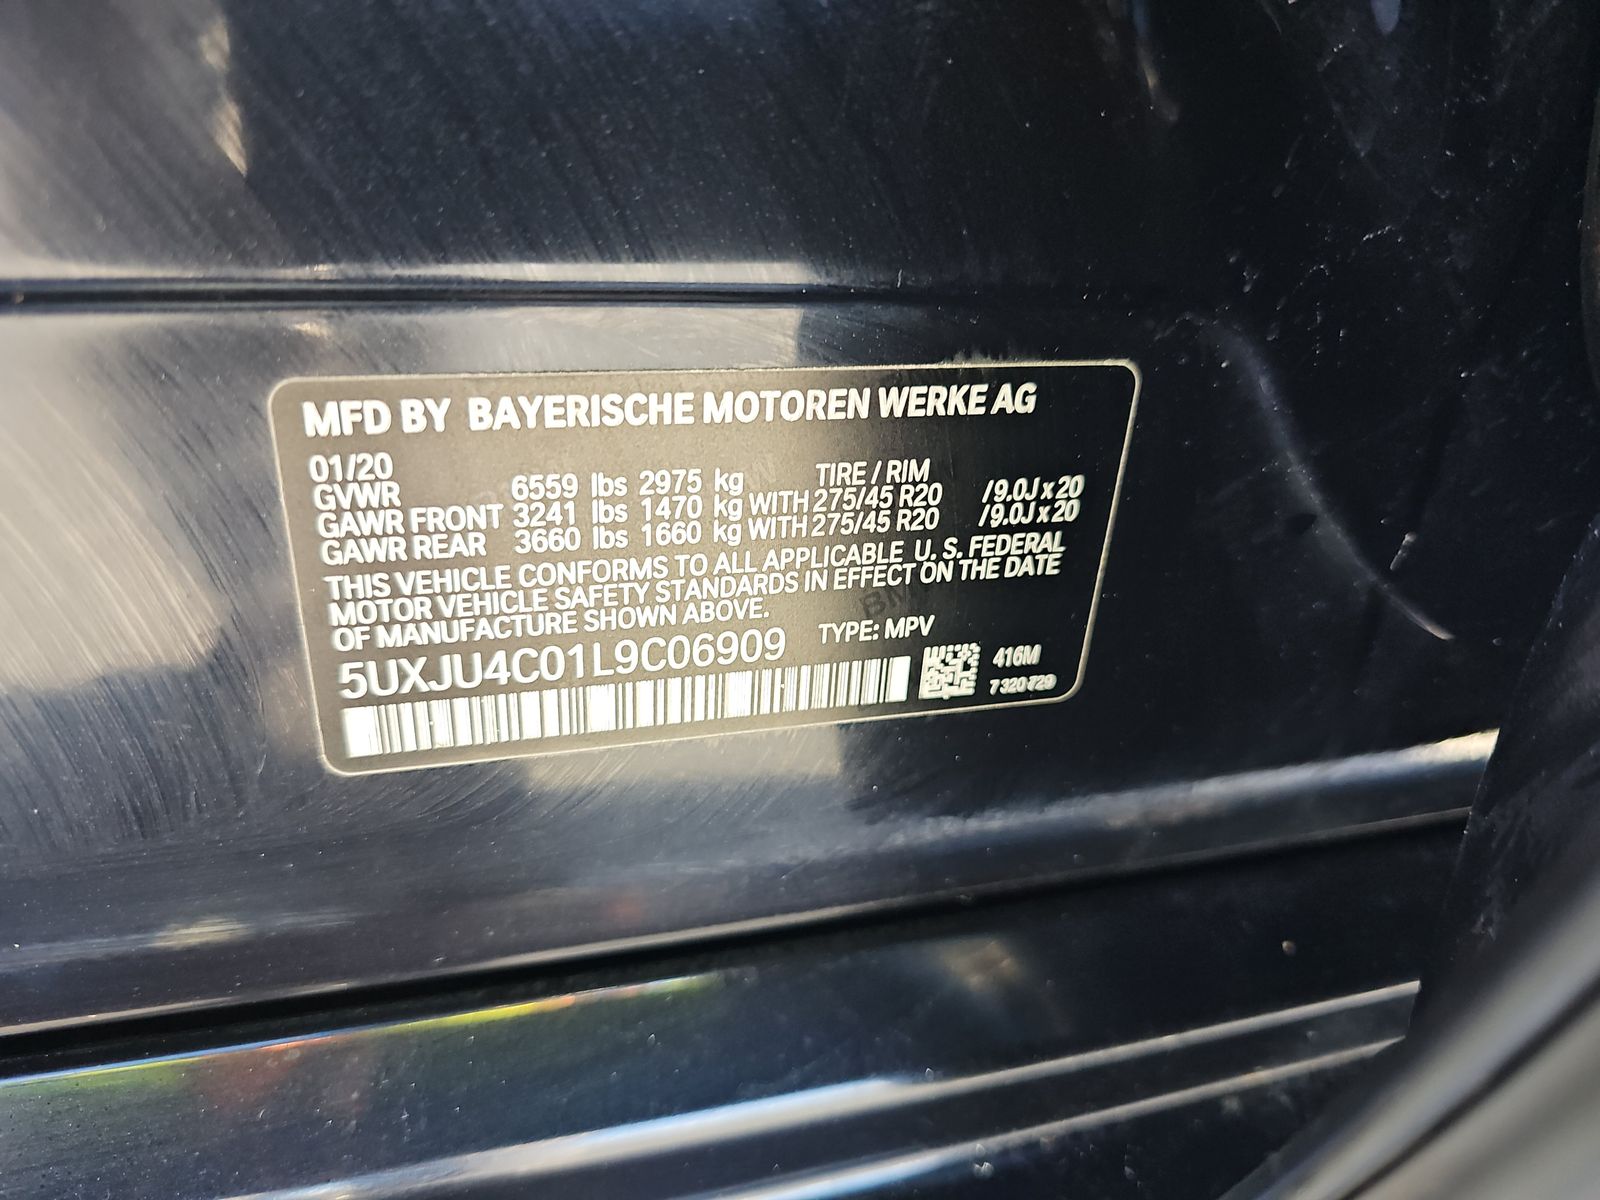 MFD BY BAYERISCHE MOTOREN WERKE AG
01/20 TIRE / RIM
GVWR 6559 lbs 2975 kg
GAWR FRONT 3241 lbs 1470 kg WITH 275/45 R20 /9.0J x 20
GAWR REAR 3660 lbs 1660 kg WITH 275/45 R20 /9.0J x 20
THIS VEHICLE CONFORMS TO ALL APPLICABLE U. S. FEDERAL
MOTOR VEHICLE SAFETY STANDARDS IN EFFECT ON THE DATE
OF MANUFACTURE SHOWN ABOVE.
5UXJU4C01L9C06909 TYPE: MPV
416M
7 320 729